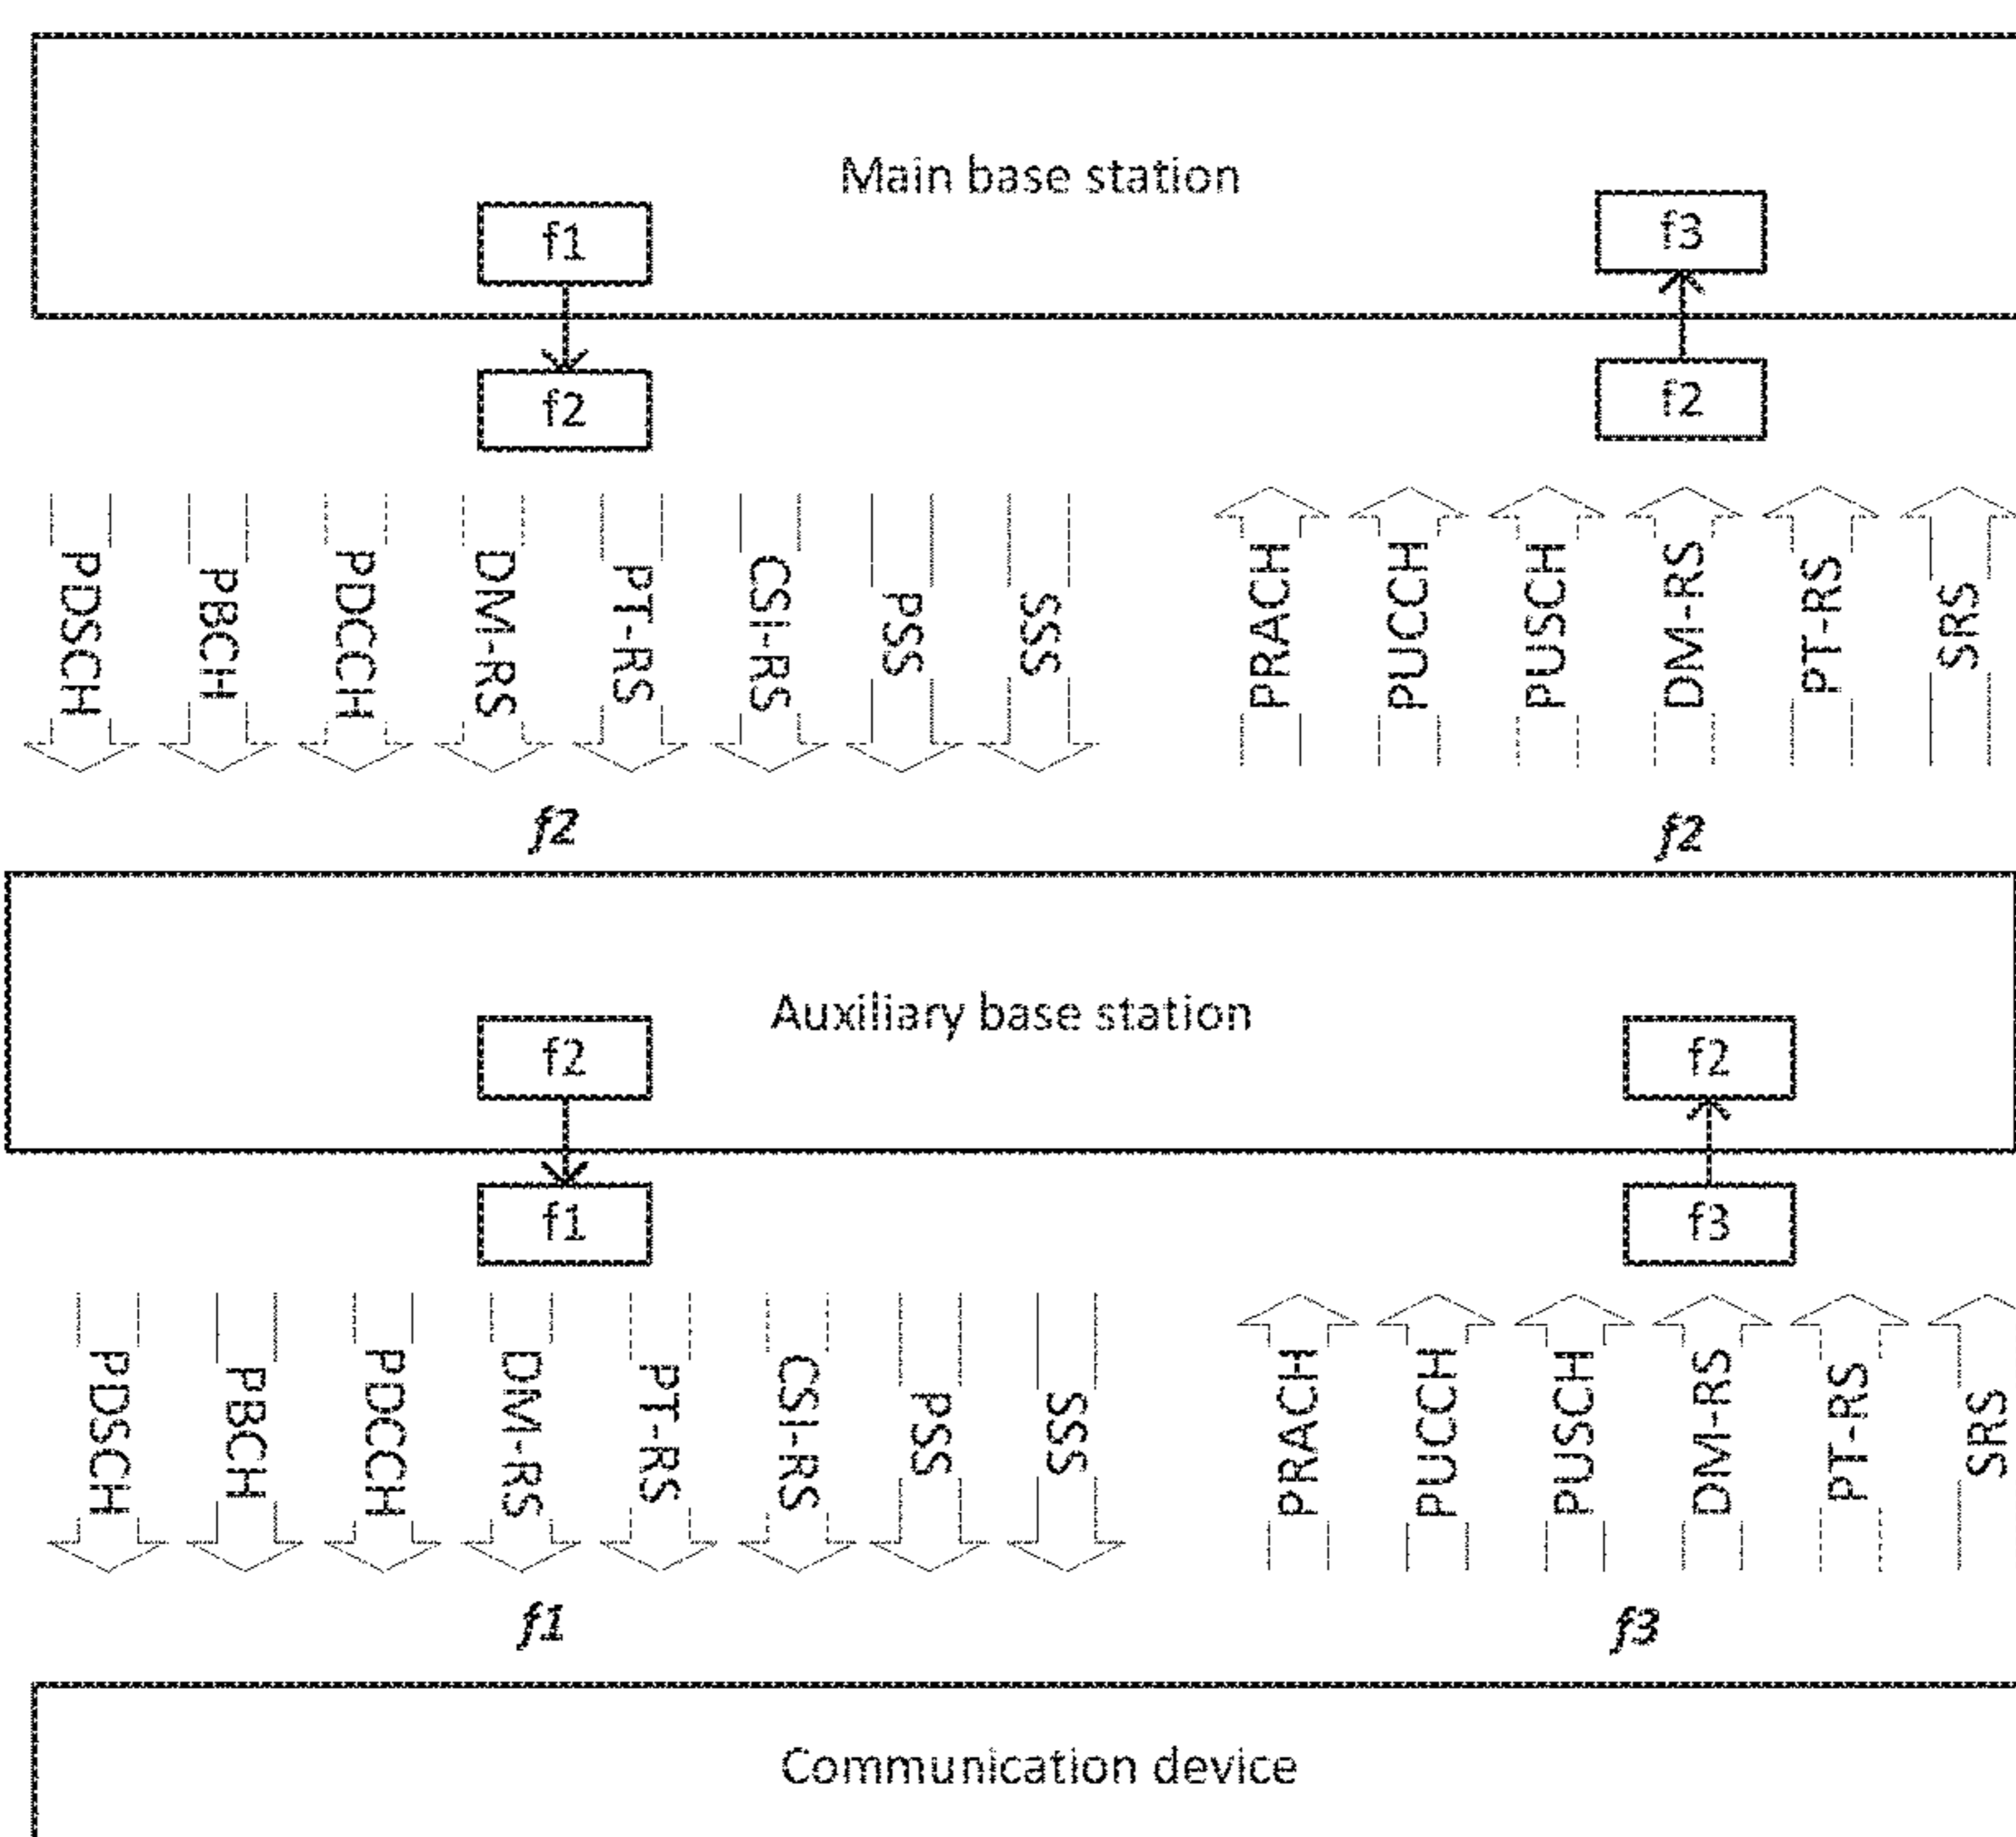 Main base station
f1
f3
f2
f2
PDSCH
PBCH
PDCCH
DM-RS
PT-RS
CSI-RS
PSS
SSS
PRACH
PUCCH
PUSCH
DM-RS
PT-RS
SRS
f2
f2
Auxiliary base station
f2
f2
f1
f3
PDSCH
PBCH
PDCCH
DM-RS
PT-RS
CSI-RS
PSS
SSS
PRACH
PUCCH
PUSCH
DM-RS
PT-RS
SRS
f1
f3
Communication device